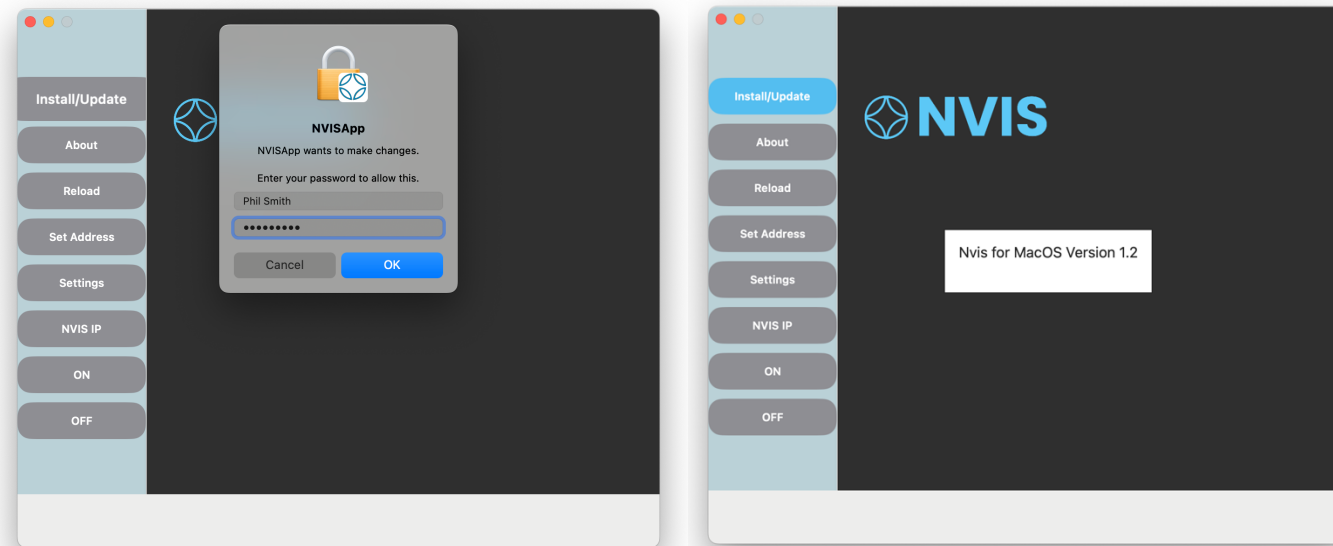 Install/Update
About
Reload
Set Address
Settings
NVIS IP
ON
OFF
NVISApp
NVISApp wants to make changes.
Enter your password to allow this.
Phil Smith
•••••••••
Cancel
OK
Install/Update
About
Reload
Set Address
Settings
NVIS IP
ON
OFF
NVIS
Nvis for MacOS Version 1.2